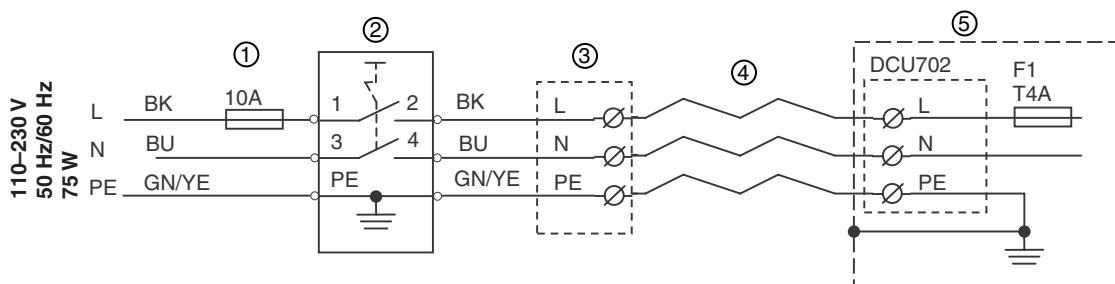 110–230 V
50 Hz/60 Hz
75 W
① ② ③ ④ ⑤
DCU702 F1
T4A
L BK 10A 1 2 BK L L
N BU 3 4 BU N N
PE GN/YE PE GN/YE PE PE